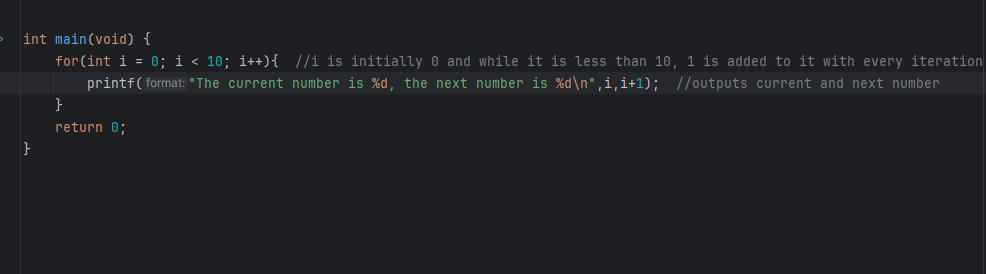 int main(void) {
for(int i = 0; i < 10; i++){  //i is initially 0 and while it is less than 10, 1 is added to it with every iteration
printf( format: "The current number is %d, the next number is %d\n",i,i+1);  //outputs current and next number
}
return 0;
}